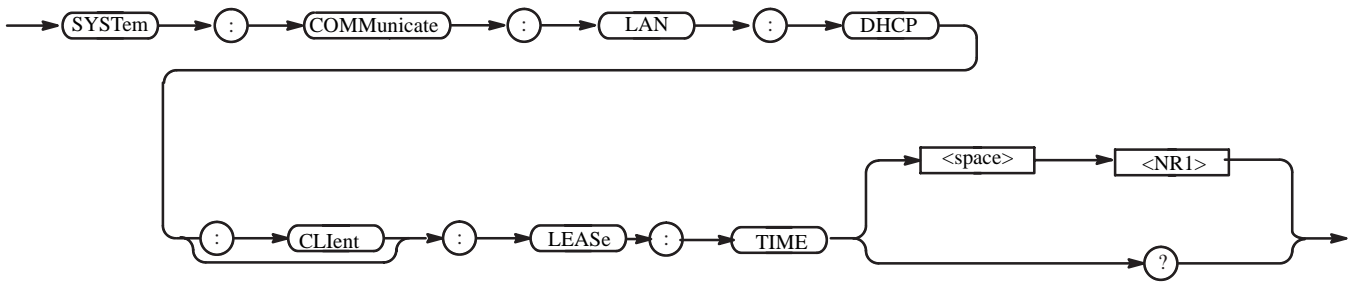 SYSTem : COMMunicate : LAN : DHCP
<space> <NR1>
: CLIent : LEASe : TIME
?